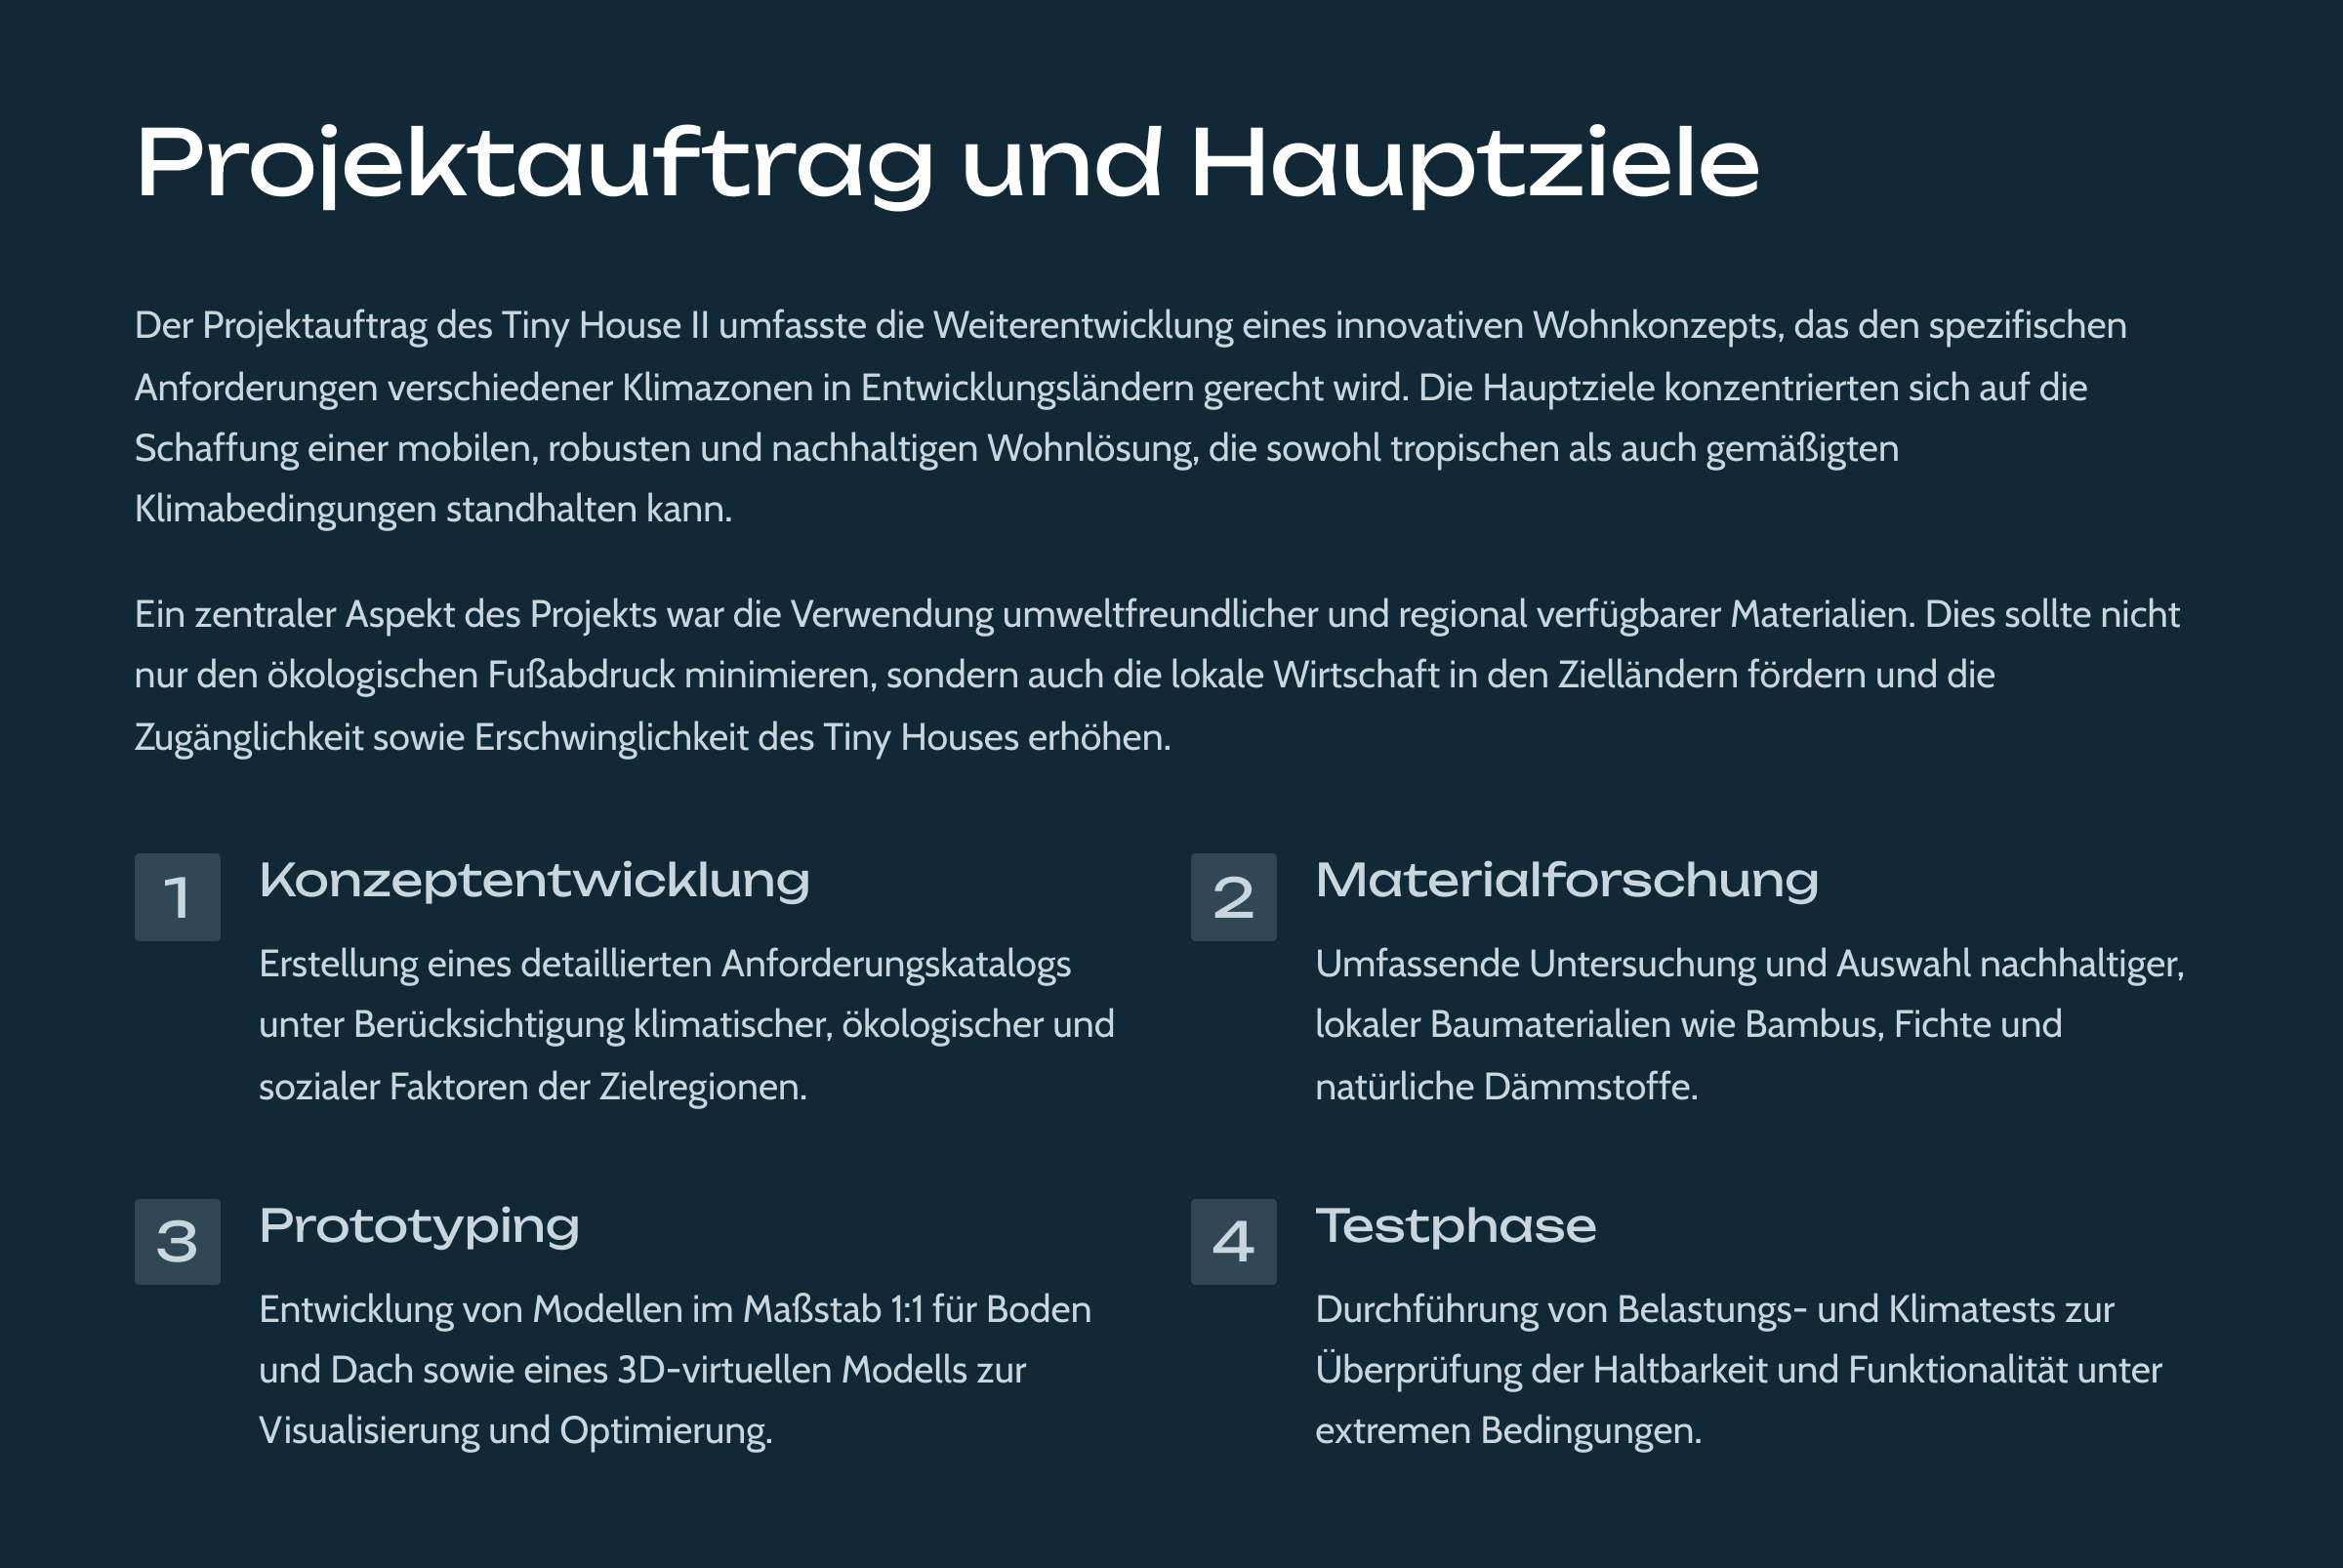 Projektauftrag und Hauptziele
Der Projektauftrag des Tiny House II umfasste die Weiterentwicklung eines innovativen Wohnkonzepts, das den spezifischen
Anforderungen verschiedener Klimazonen in Entwicklungsländern gerecht wird. Die Hauptziele konzentrierten sich auf die
Schaffung einer mobilen, robusten und nachhaltigen Wohnlösung, die sowohl tropischen als auch gemäßigten
Klimabedingungen standhalten kann.
Ein zentraler Aspekt des Projekts war die Verwendung umweltfreundlicher und regional verfügbarer Materialien. Dies sollte nicht
nur den ökologischen Fußabdruck minimieren, sondern auch die lokale Wirtschaft in den Zielländern fördern und die
Zugänglichkeit sowie Erschwinglichkeit des Tiny Houses erhöhen.
1 Konzeptentwicklung
Erstellung eines detaillierten Anforderungskatalogs
unter Berücksichtigung klimatischer, ökologischer und
sozialer Faktoren der Zielregionen.
2 Materialforschung
Umfassende Untersuchung und Auswahl nachhaltiger,
lokaler Baumaterialien wie Bambus, Fichte und
natürliche Dämmstoffe.
3 Prototyping
Entwicklung von Modellen im Maßstab 1:1 für Boden
und Dach sowie eines 3D-virtuellen Modells zur
Visualisierung und Optimierung.
4 Testphase
Durchführung von Belastungs- und Klimatests zur
Überprüfung der Haltbarkeit und Funktionalität unter
extremen Bedingungen.